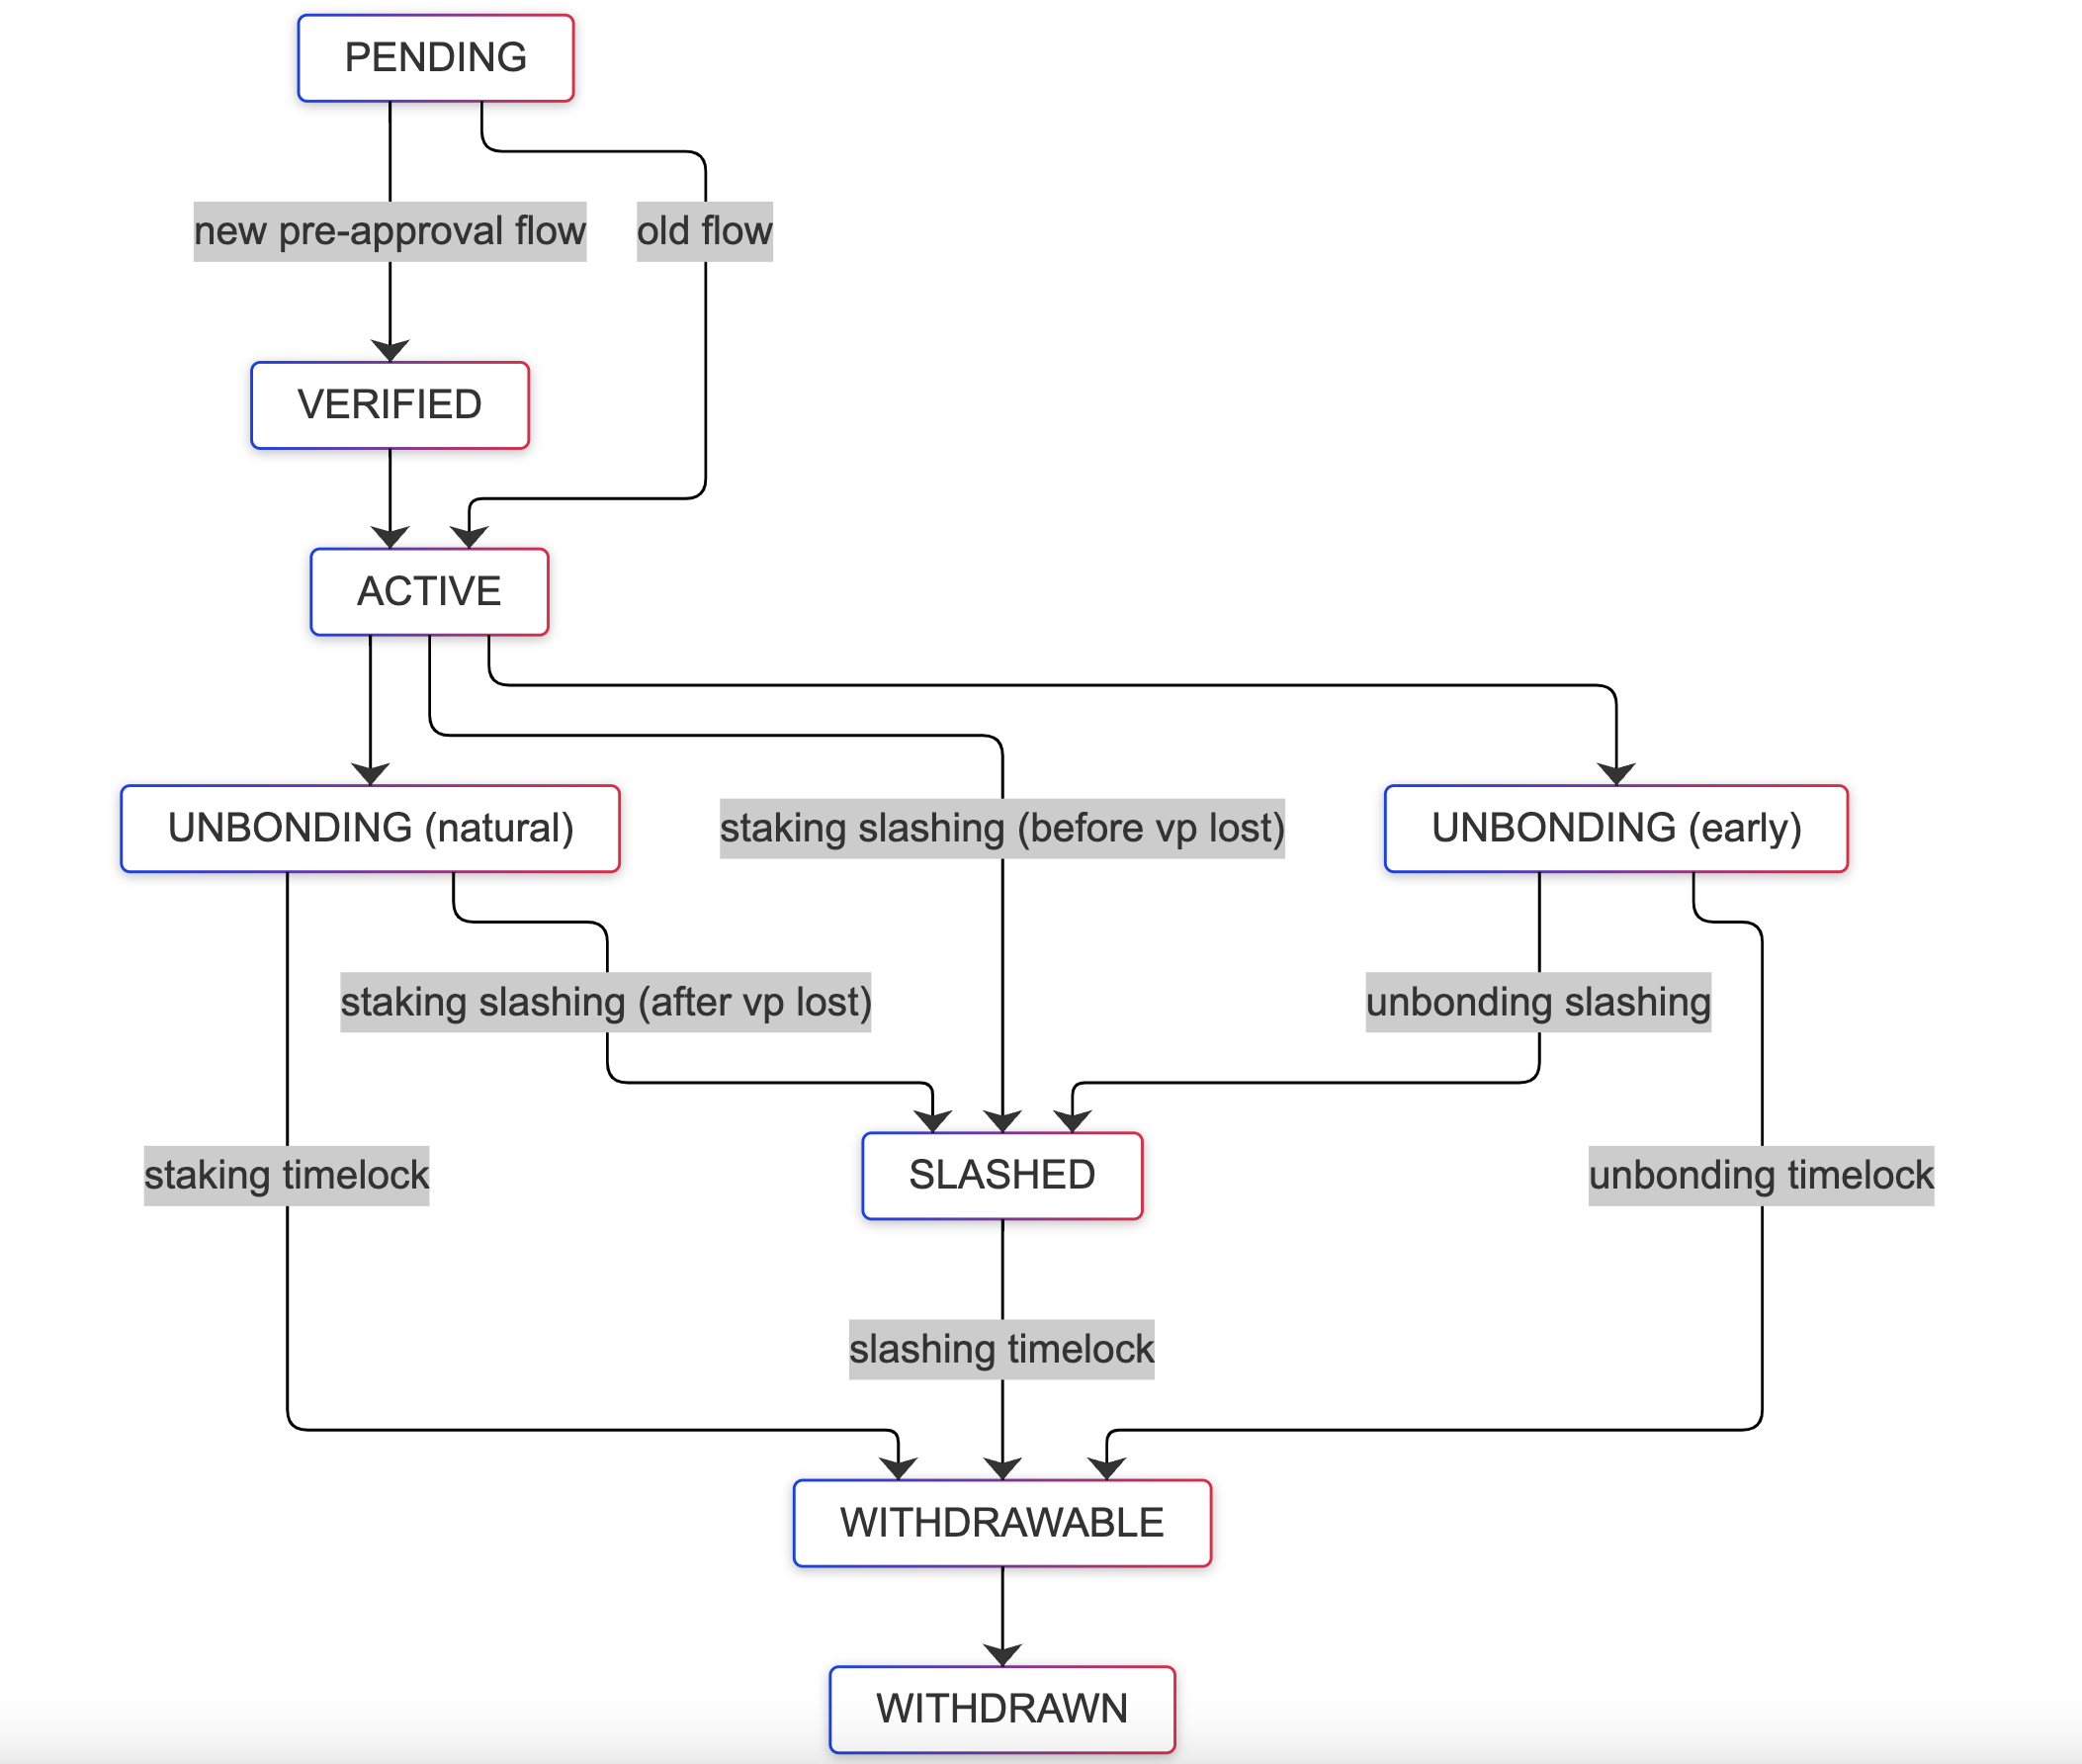 PENDING
new pre-approval flow
old flow
VERIFIED
ACTIVE
UNBONDING (natural)
staking slashing (before vp lost)
UNBONDING (early)
staking slashing (after vp lost)
unbonding slashing
staking timelock
SLASHED
unbonding timelock
slashing timelock
WITHDRAWABLE
WITHDRAWN